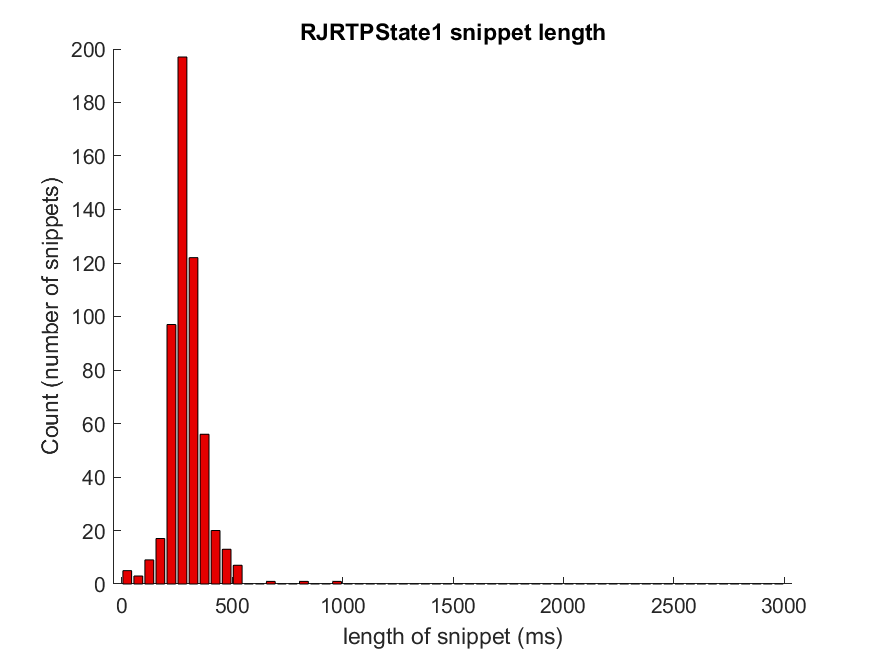 RJRTPState1 snippet length
200
180
160
140
120
100
80
60
40
20
0
Count (number of snippets)
0 500 1000 1500 2000 2500 3000
length of snippet (ms)